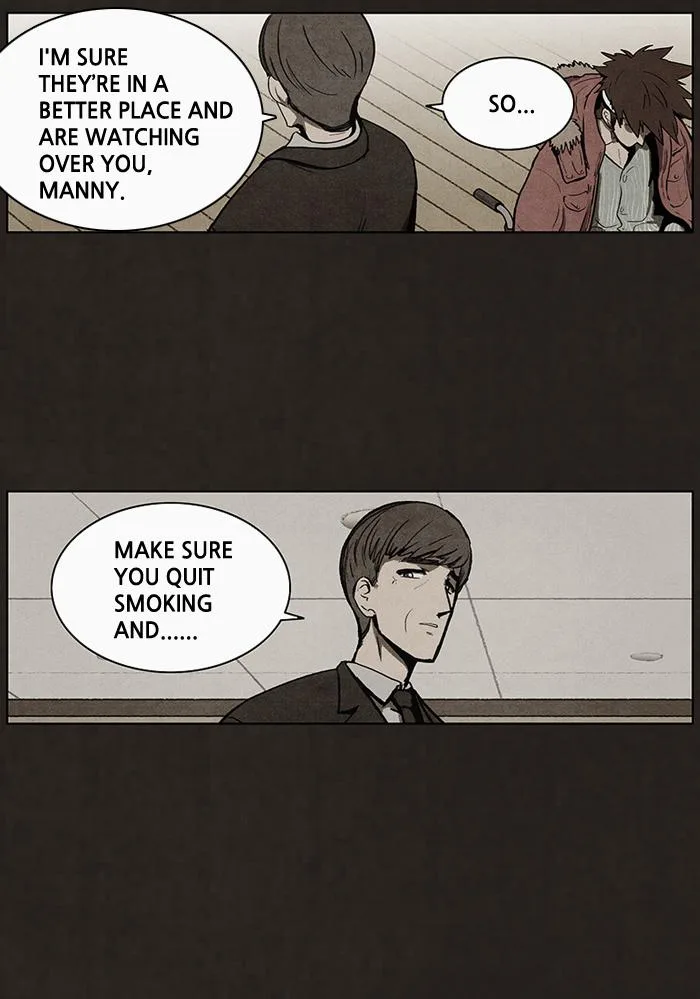 I'M SURE
THEY'RE IN A
BETTER PLACE AND
ARE WATCHING
OVER YOU,
MANNY.
SO...
MAKE SURE
YOU QUIT
SMOKING
AND......